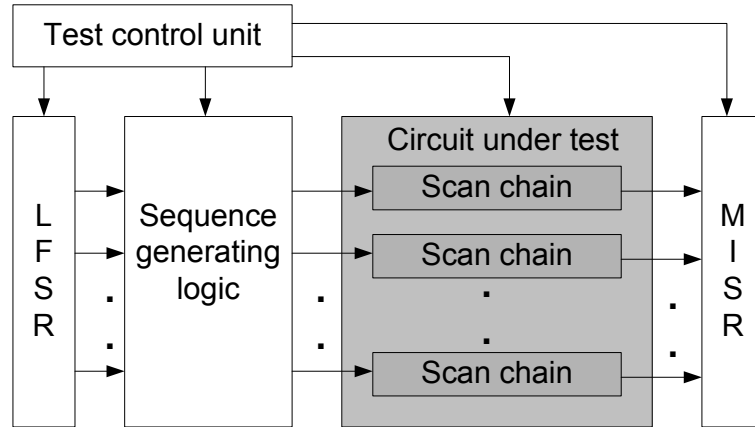 Test control unit
Circuit under test
L
F
S
R
Sequence
generating
logic
Scan chain
Scan chain
Scan chain
M
I
S
R